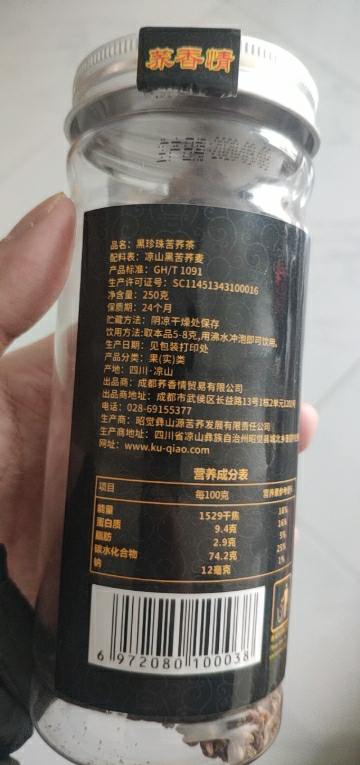 荞香情
生产日期
品名：黑珍珠苦荞茶
配料表：凉山黑苦荞麦
产品标准：GH/T 1091
生产许可证号：SC11451343100016
净含量：250克
保质期：24个月
贮藏方法：阴凉干燥处保存
饮用方法：取本品5-8克,用沸水冲泡即可饮用。
生产日期：见包装打印处
产品分类：果(实)类
产地：四川·凉山
出品商：成都荞香情贸易有限公司
出品商地址：成都市武侯区长益路13号1栋2单元
电话：028-69155377
生产商：昭觉彝山源苦荞发展有限责任公司
生产商地址：四川省凉山彝族自治州昭觉县城北乡
网址：www.ku-qiao.com
营养成分表
项目 每100克 营养素参考值%
能量 1529千焦 18%
蛋白质 9.4克 16%
脂肪 2.9克 5%
碳水化合物 74.2克 25%
钠 12毫克 1%
6 972080 100038